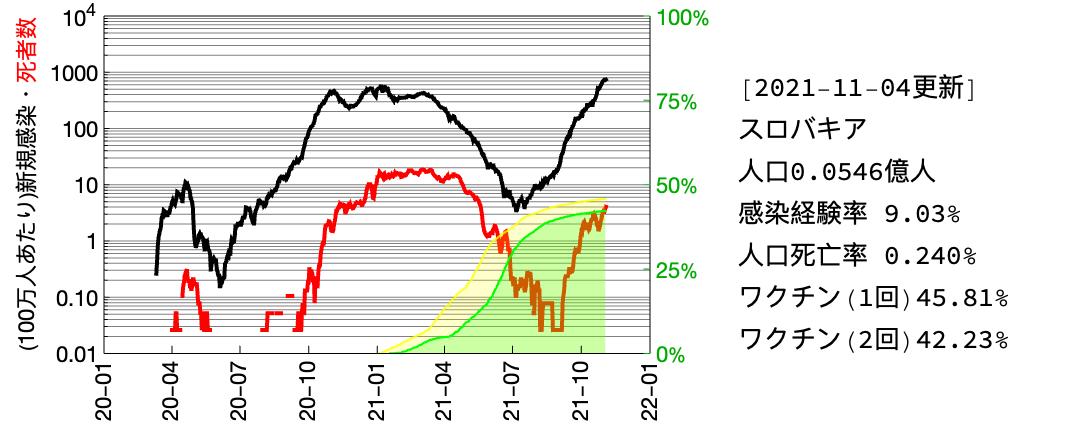 (100万人あたり)新規感染・死者数
10^4
1000
100
10
1
0.10
0.01
100%
75%
50%
25%
0%
20-01
20-04
20-07
20-10
21-01
21-04
21-07
21-10
22-01
[2021-11-04更新]
スロバキア
人口0.0546億人
感染経験率 9.03%
人口死亡率 0.240%
ワクチン(1回)45.81%
ワクチン(2回)42.23%